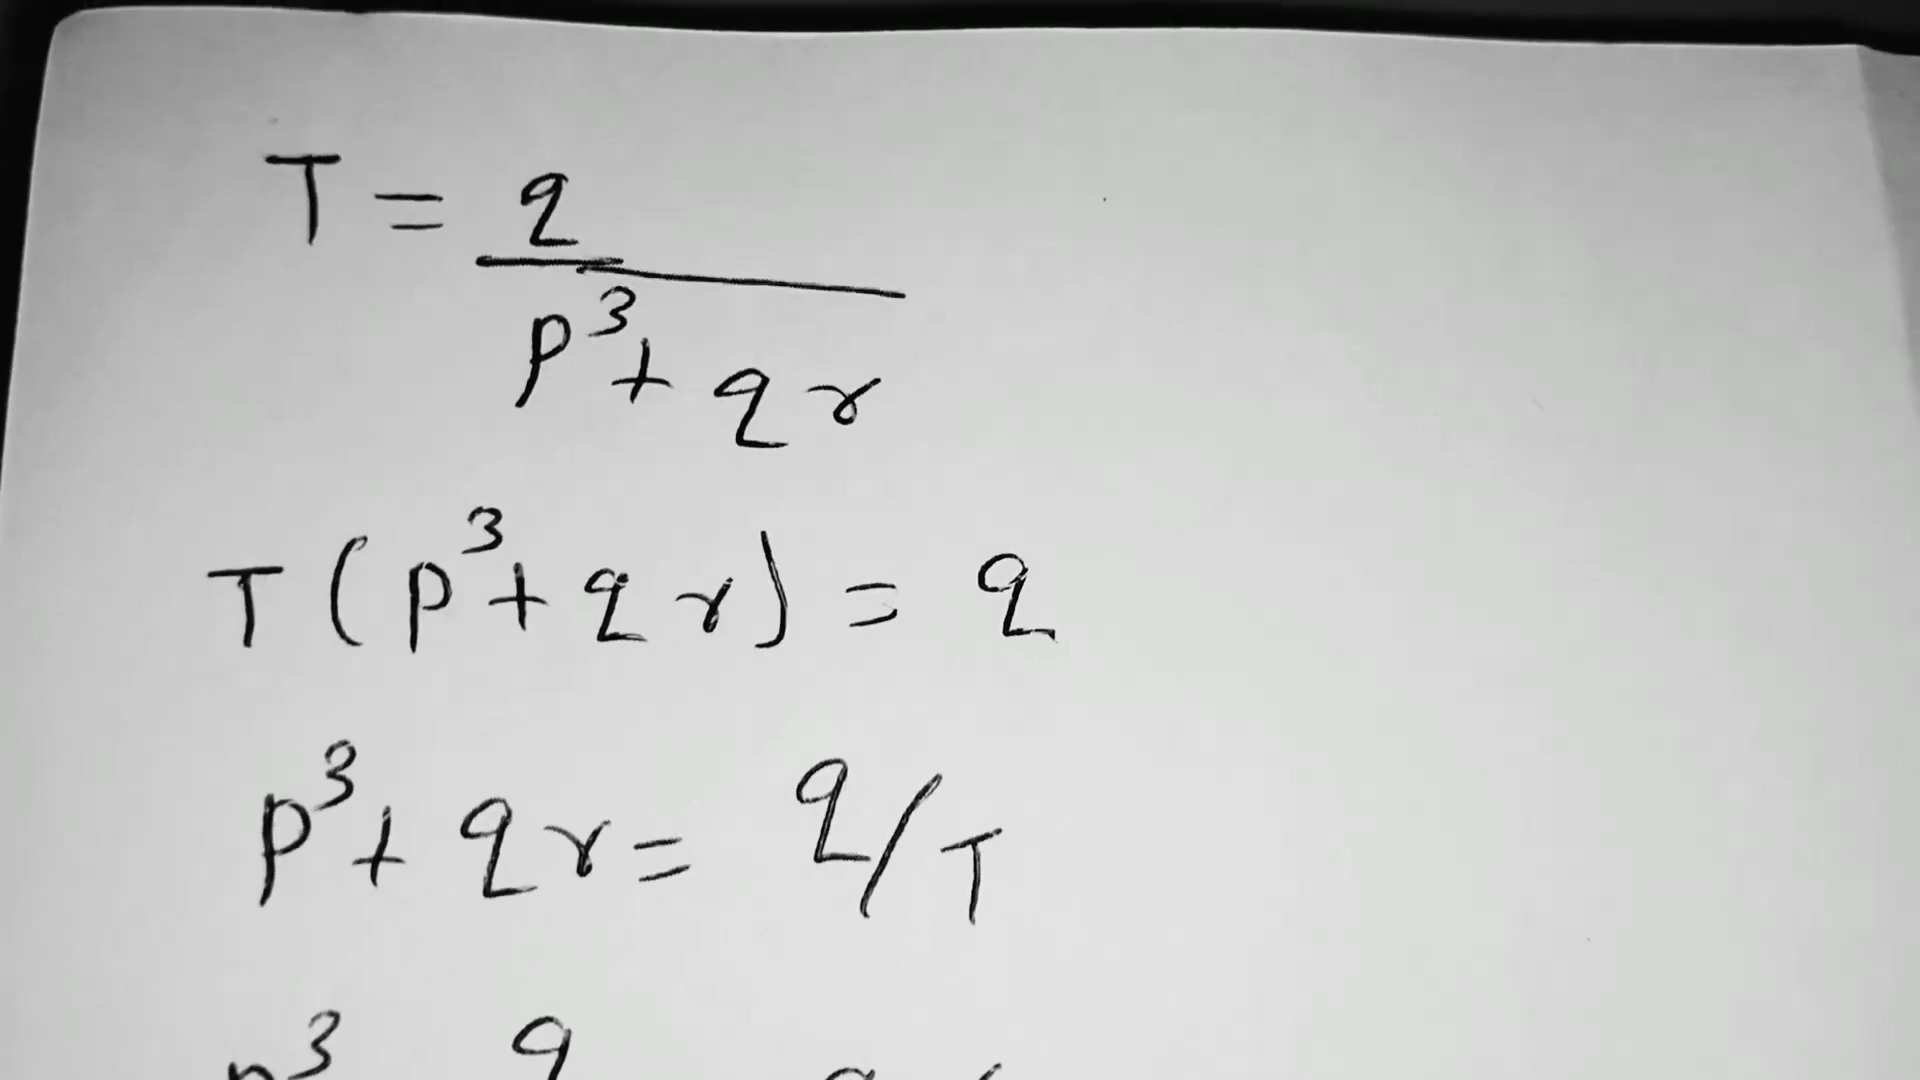 T = q / p³ + qr
T(p³ + qr) = q
p³ + qr = q/T